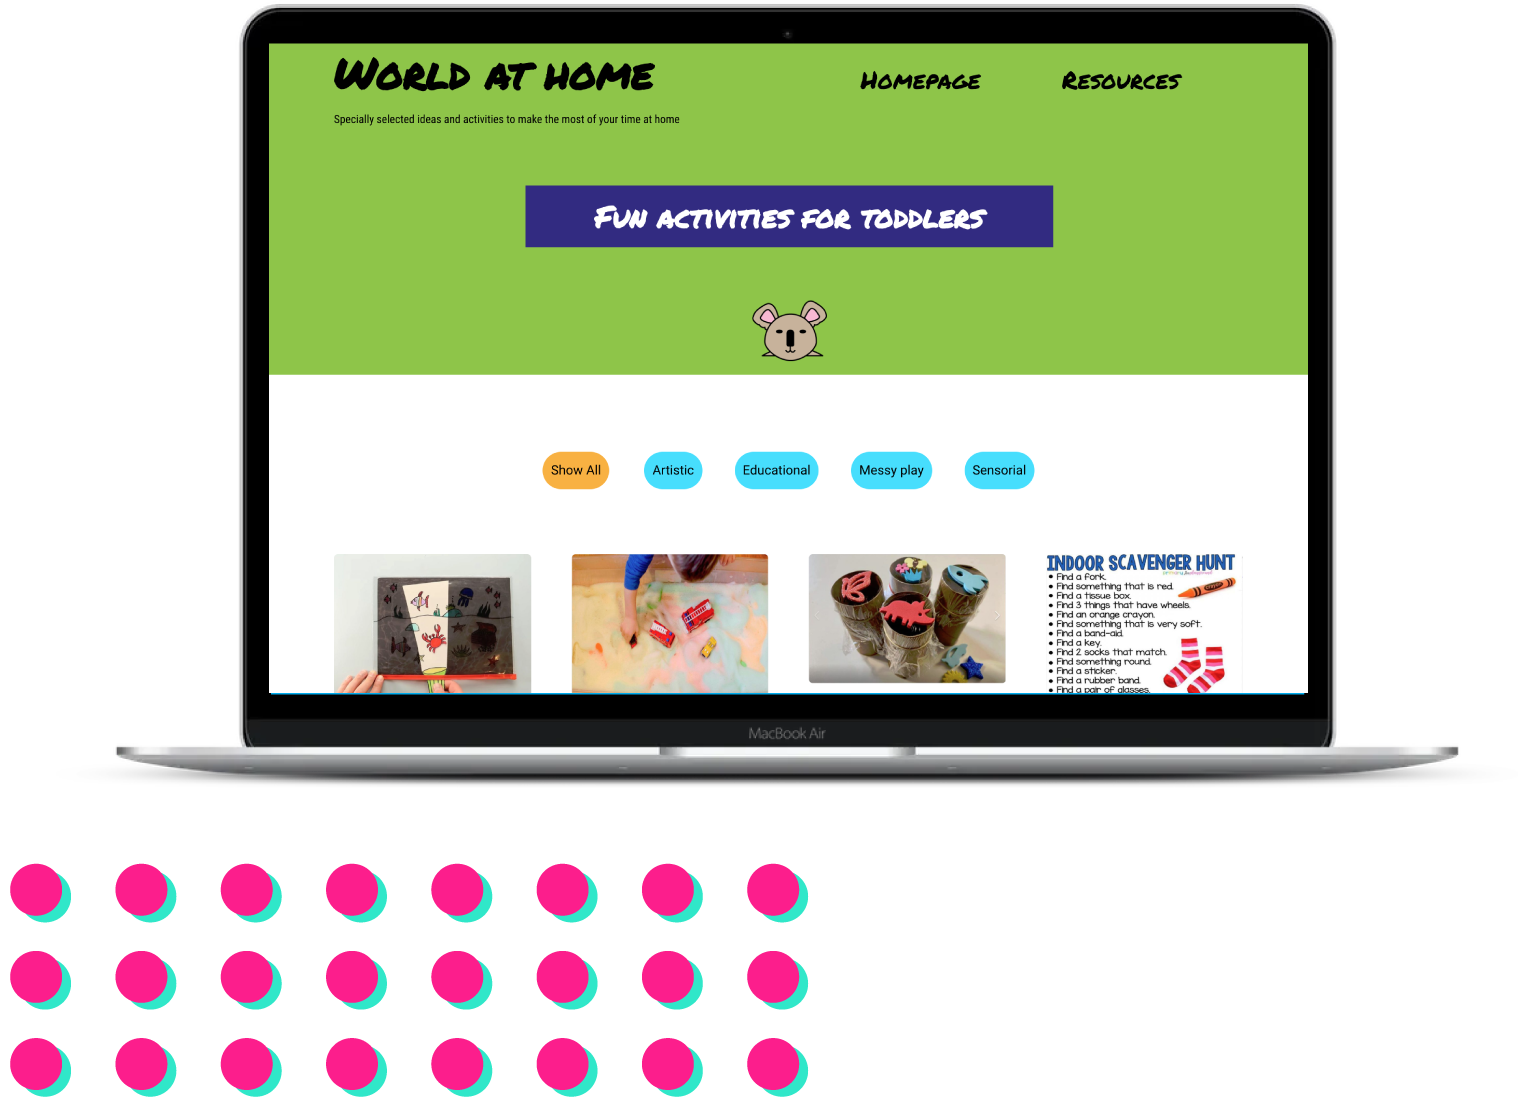 World at home
Homepage
Resources
Specially selected ideas and activities to make the most of your time at home
Fun activities for toddlers
Show All
Artistic
Educational
Messy play
Sensorial
INDOOR SCAVENGER HUNT
• Find a fork.
• Find something that is red.
• Find a tissue box.
• Find 3 things that have wheels.
• Find an orange crayon.
• Find something that is very soft.
• Find a band-aid.
• Find a key.
• Find 2 socks that match.
• Find something round.
• Find a sticker.
• Find a rubber band.
• Find a pair of glasses.
MacBook Air